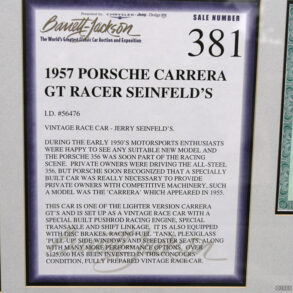 Presented by CHRYSLER Jeep
Barrett-Jackson
The World's Greatest Classic Car Auction and Exposition
SALE NUMBER
381
1957 PORSCHE CARRERA
GT RACER SEINFELD'S
I.D. #56476
VINTAGE RACE CAR - JERRY SEINFELD'S.
DURING THE EARLY 1950'S MOTORSPORTS ENTHUSIASTS
WERE HAPPY TO SEE ANY SUITABLE NEW MODEL AND
THE PORSCHE 356 WAS SOON PART OF THE RACING
SCENE. PRIVATE OWNERS WERE DRIVING THE ALL-STEEL
356, BUT PORSCHE SOON RECOGNIZED THAT A SPECIALLY
BUILT CAR WAS REALLY NECESSARY TO PROVIDE
PRIVATE OWNERS WITH COMPETITIVE MACHINERY, SUCH
A MODEL WAS THE 'CARRERA' WHICH APPEARED IN 1955.
THIS CAR IS ONE OF THE LIGHTER VERSION CARRERA
GT'S AND IS SET UP AS A VINTAGE RACE CAR WITH A
SPECIAL BUILT PUSHROD RACING ENGINE, SPECIAL
TRANSAXLE AND SHIFT LINKAGE. IT IS ALSO EQUIPPED
WITH DISC BRAKES, RACING FUEL TANK, PLEXIGLASS
'PULL-UP' SIDE WINDOWS AND SPEEDSTER SEATS, ALONG
WITH MANY MORE PERFORMANCE OPTIONS. OVER
$125,000 HAS BEEN INVESTED IN THIS CONCOURS
CONDITION, FULLY PREPARED VINTAGE RACE CAR.